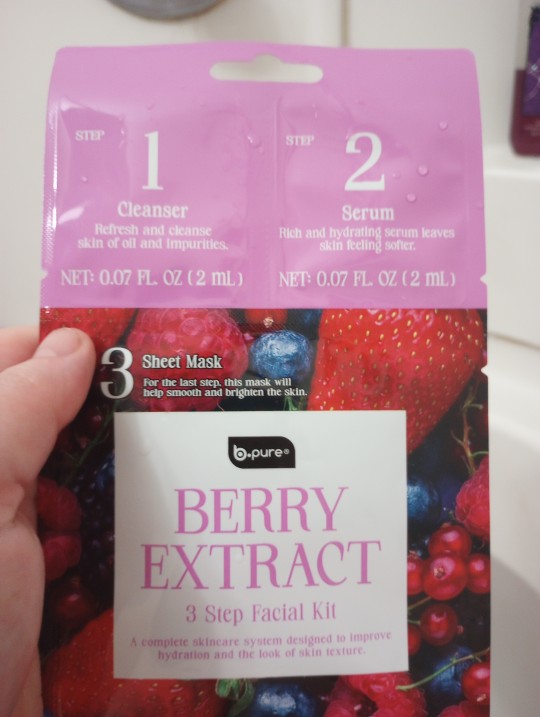 STEP
1
Cleanser
Refresh and cleanse
skin of oil and impurities.
NET: 0.07 FL. OZ (2 mL)
STEP
2
Serum
Rich and hydrating serum leaves
skin feeling softer.
NET: 0.07 FL. OZ (2 mL)
3
Sheet Mask
For the last step, this mask will
help smooth and brighten the skin.
b.pure®
BERRY
EXTRACT
3 Step Facial Kit
A complete skincare system designed to improve
hydration and the look of skin texture.